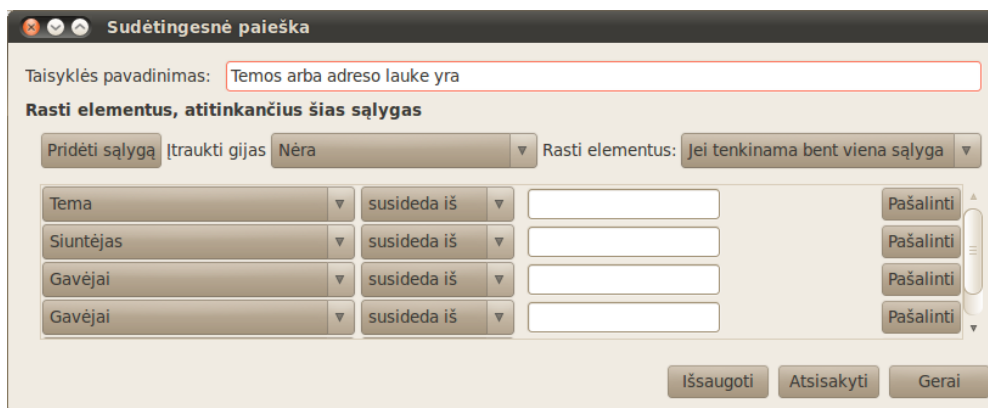 Sudėtingesnė paieška
Taisyklės pavadinimas: Temos arba adreso lauke yra
Rasti elementus, atitinkančius šias sąlygas
Pridėti sąlygą Įtraukti gijas Nėra Rasti elementus: Jei tenkinama bent viena sąlyga
Tema susideda iš Pašalinti
Siuntėjas susideda iš Pašalinti
Gavėjai susideda iš Pašalinti
Gavėjai susideda iš Pašalinti
Išsaugoti Atsisakyti Gerai